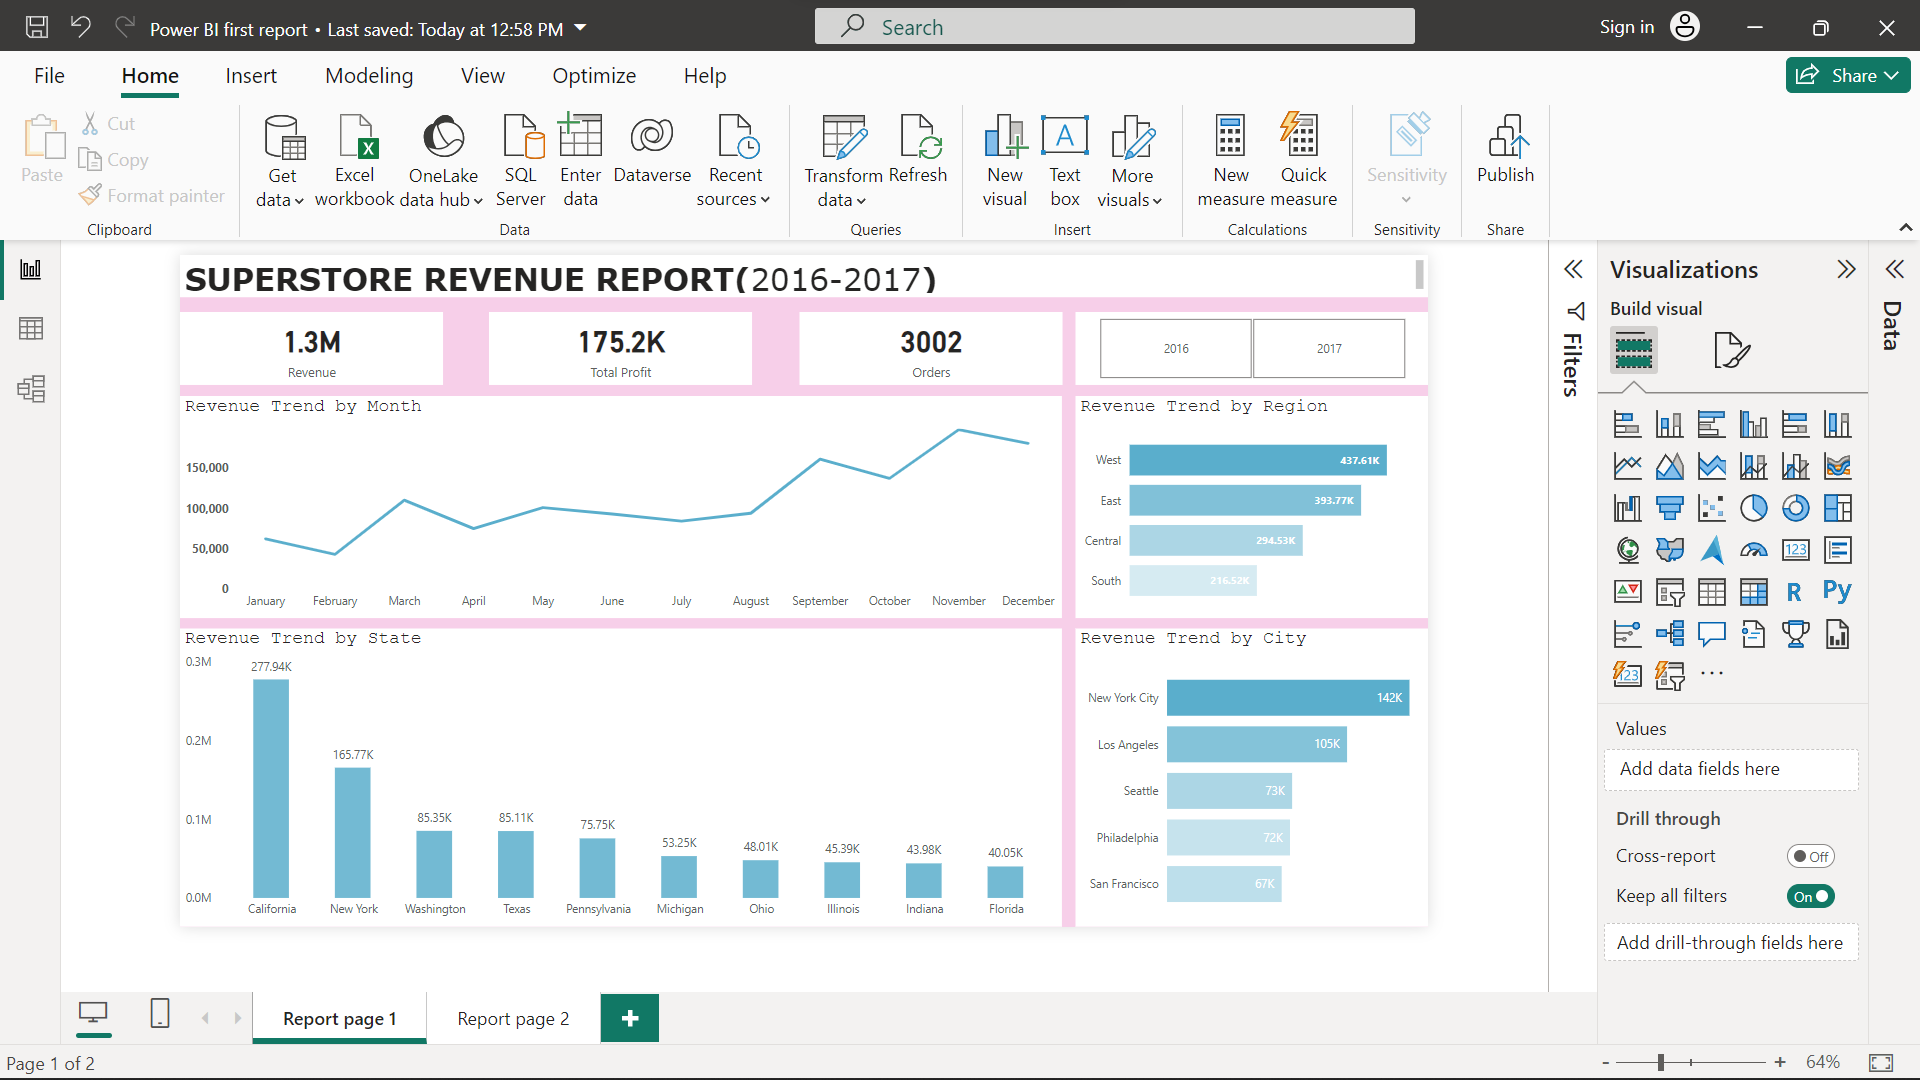 Power BI first report • Last saved: Today at 12:58 PM
Search
Sign in
File
Home
Insert
Modeling
View
Optimize
Help
Share
Paste
Cut
Copy
Format painter
Clipboard
Get data
Excel workbook
OneLake data hub
SQL Server
Enter data
Dataverse
Recent sources
Data
Transform data
Refresh
Queries
New visual
Text box
More visuals
Insert
New measure
Quick measure
Calculations
Sensitivity
Sensitivity
Publish
Share
SUPERSTORE REVENUE REPORT(2016-2017)
1.3M
Revenue
175.2K
Total Profit
3002
Orders
2016
2017
Revenue Trend by Month
150,000
100,000
50,000
0
January
February
March
April
May
June
July
August
September
October
November
December
Revenue Trend by Region
West 437.61K
East 393.77K
Central 294.53K
South 216.52K
Revenue Trend by State
0.3M
0.2M
0.1M
0.0M
277.94K
165.77K
85.35K
85.11K
75.75K
53.25K
48.01K
45.39K
43.98K
40.05K
California
New York
Washington
Texas
Pennsylvania
Michigan
Ohio
Illinois
Indiana
Florida
Revenue Trend by City
New York City 142K
Los Angeles 105K
Seattle 73K
Philadelphia 72K
San Francisco 67K
Filters
Visualizations
Build visual
123
R
Py
123
...
Values
Add data fields here
Drill through
Cross-report
Off
Keep all filters
On
Add drill-through fields here
Data
Report page 1
Report page 2
+
Page 1 of 2
-
+
64%